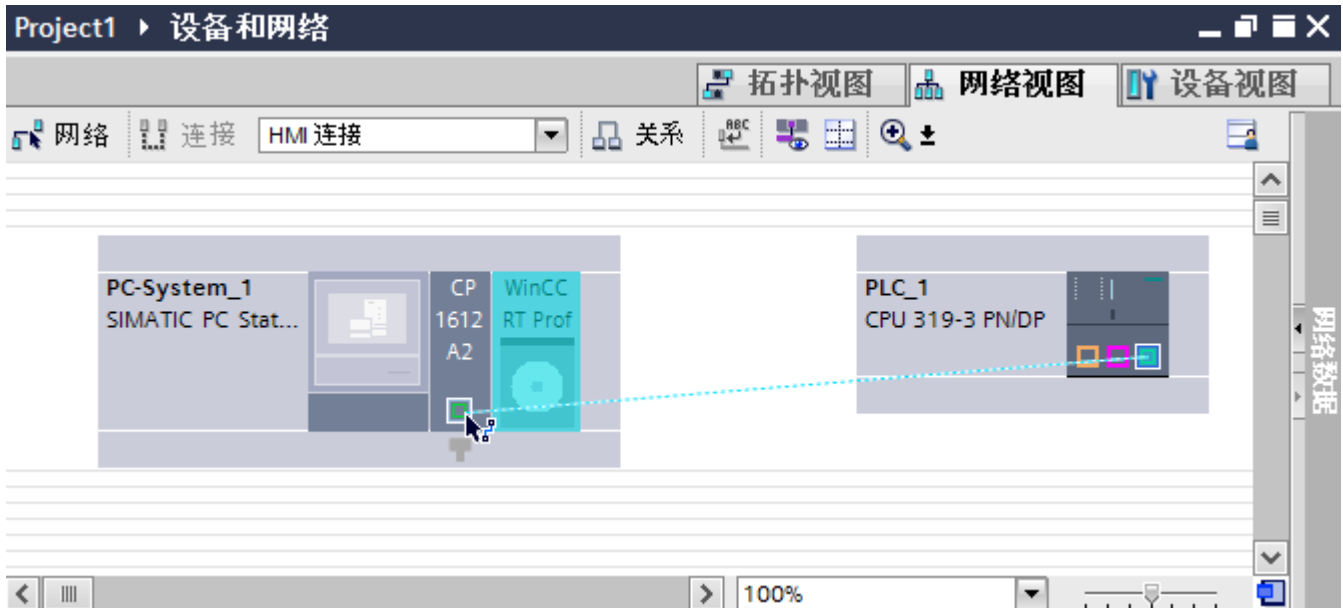 Project1 ▸ 设备和网络
拓扑视图 网络视图 设备视图
网络 连接 HMI 连接 关系
PC-System_1
SIMATIC PC Stat...
CP
1612
A2
WinCC
RT Prof
PLC_1
CPU 319-3 PN/DP
网络数据
100%